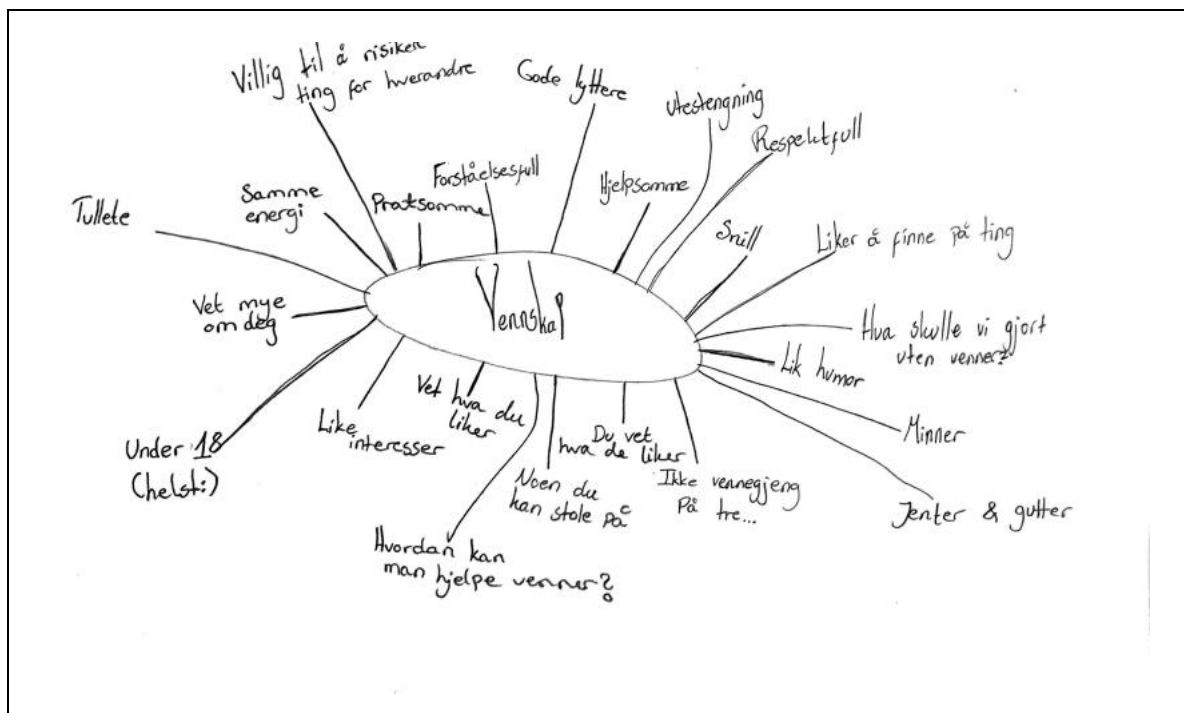 Villig til å risikere
ting for hverandre
Gode lyttere
Utestengning
Respektfull
Forståelsesfull
Hjelpsomme
Samme
energi
Pratsomme
Tullete
Snill
Liker å finne på ting
Vennskap
Vet mye
om deg
Hva skulle vi gjort
uten venner?
Lik humor
Vet hva du
liker
Like
interesser
Du vet
hva de liker
Minner
Under 18
(helst:)
Noen du
kan stole på
Ikke vennegjeng
på tre...
Jenter & gutter
Hvordan kan
man hjelpe venner?